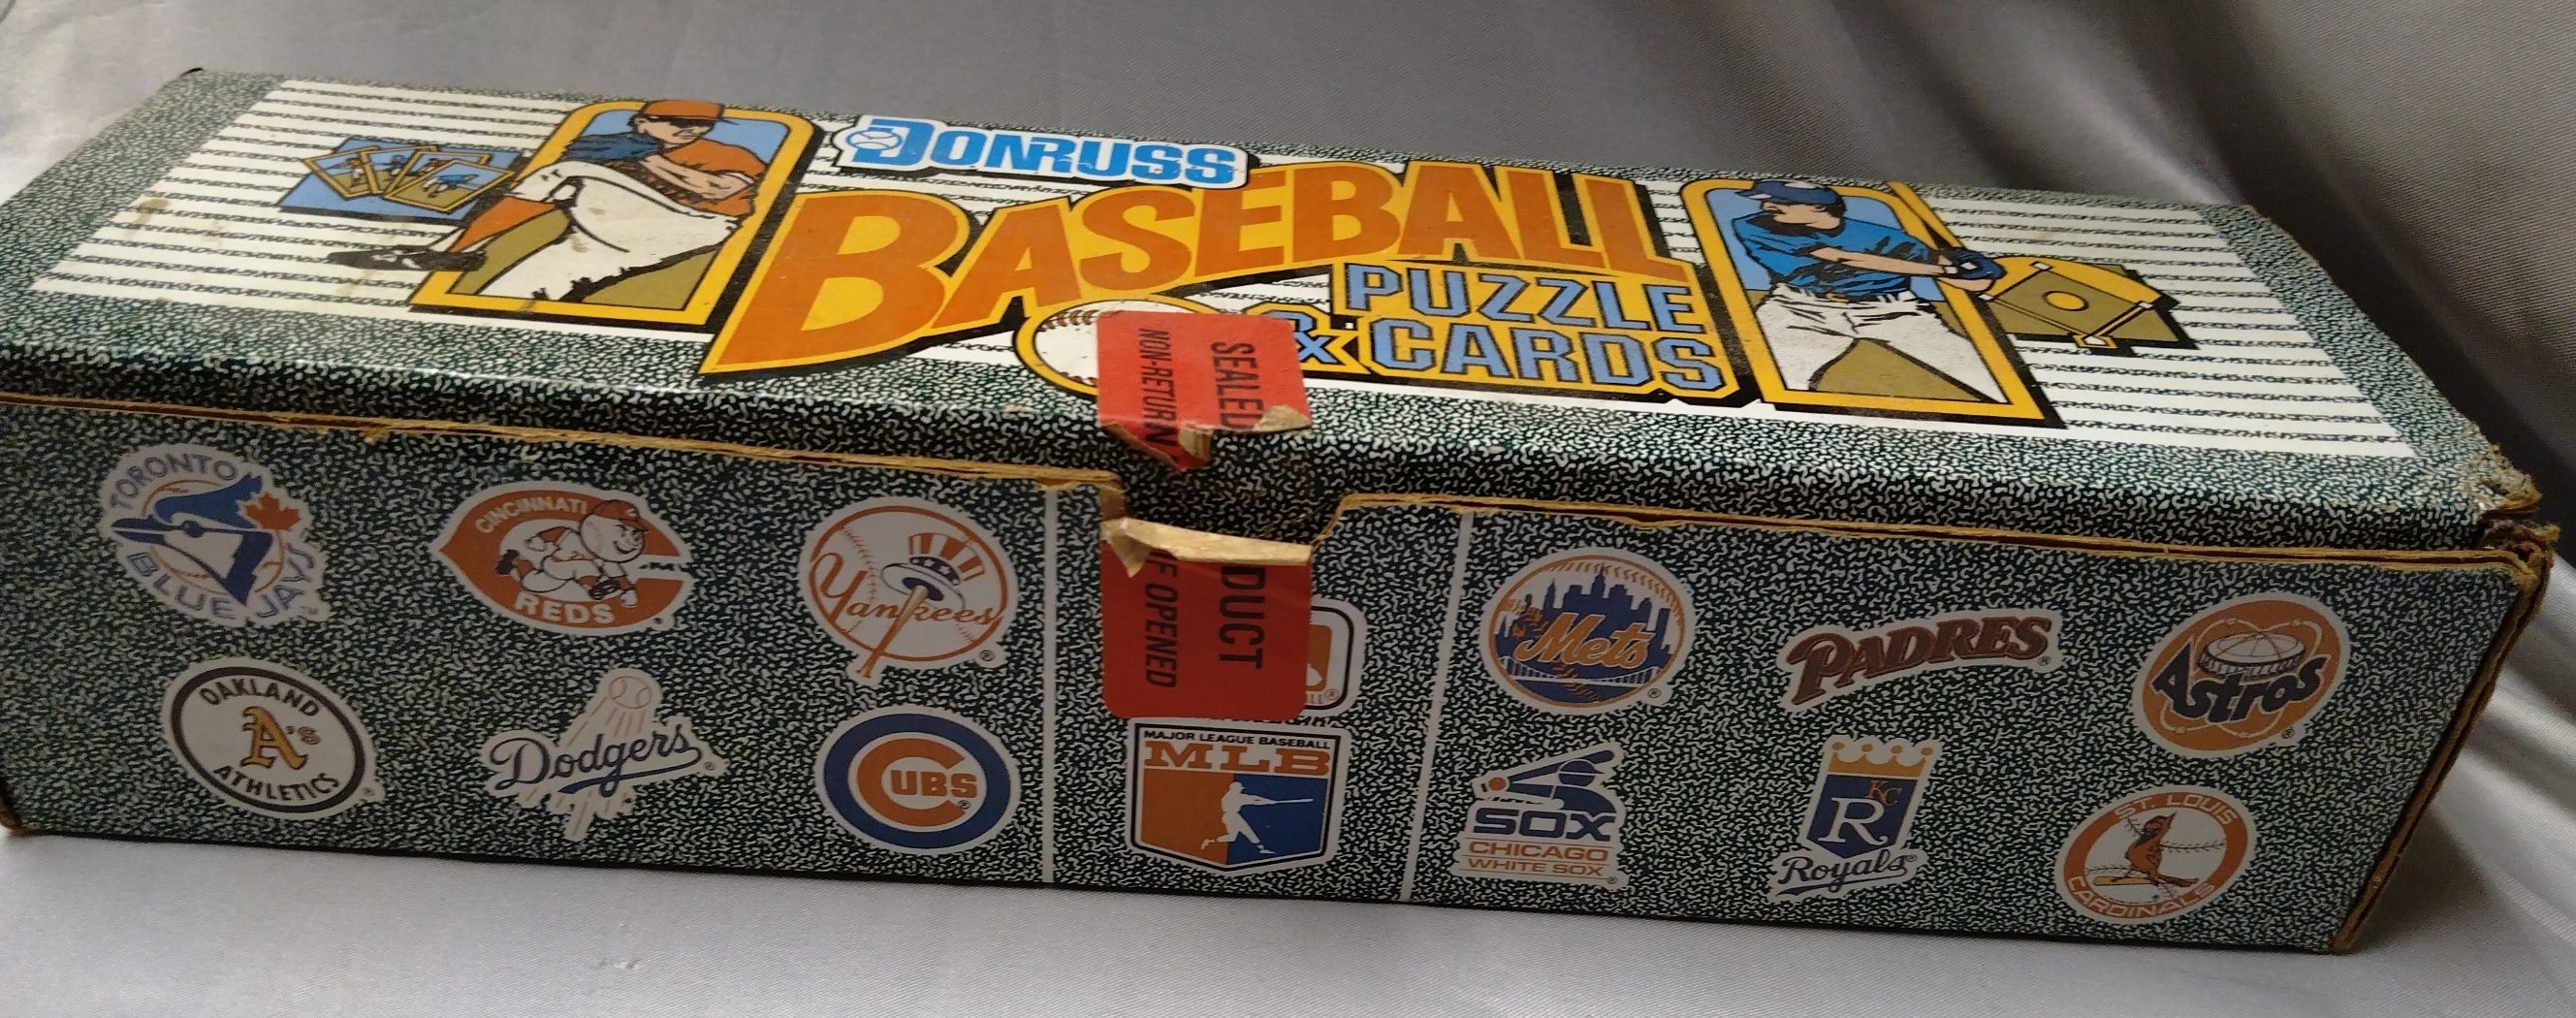 DONRUSS
BASEBALL
PUZZLE
& CARDS
SEALED
NON-RETURN
DUCT
F OPENED
TORONTO
BLUE JAYS
CINCINNATI
REDS
Yankees
Mets
PADRES
Astros
OAKLAND
A's
ATHLETICS
Dodgers
CUBS
MAJOR LEAGUE BASEBALL
MLB
SOX
CHICAGO
WHITE SOX
KC
R
Royals
ST. LOUIS
CARDINALS